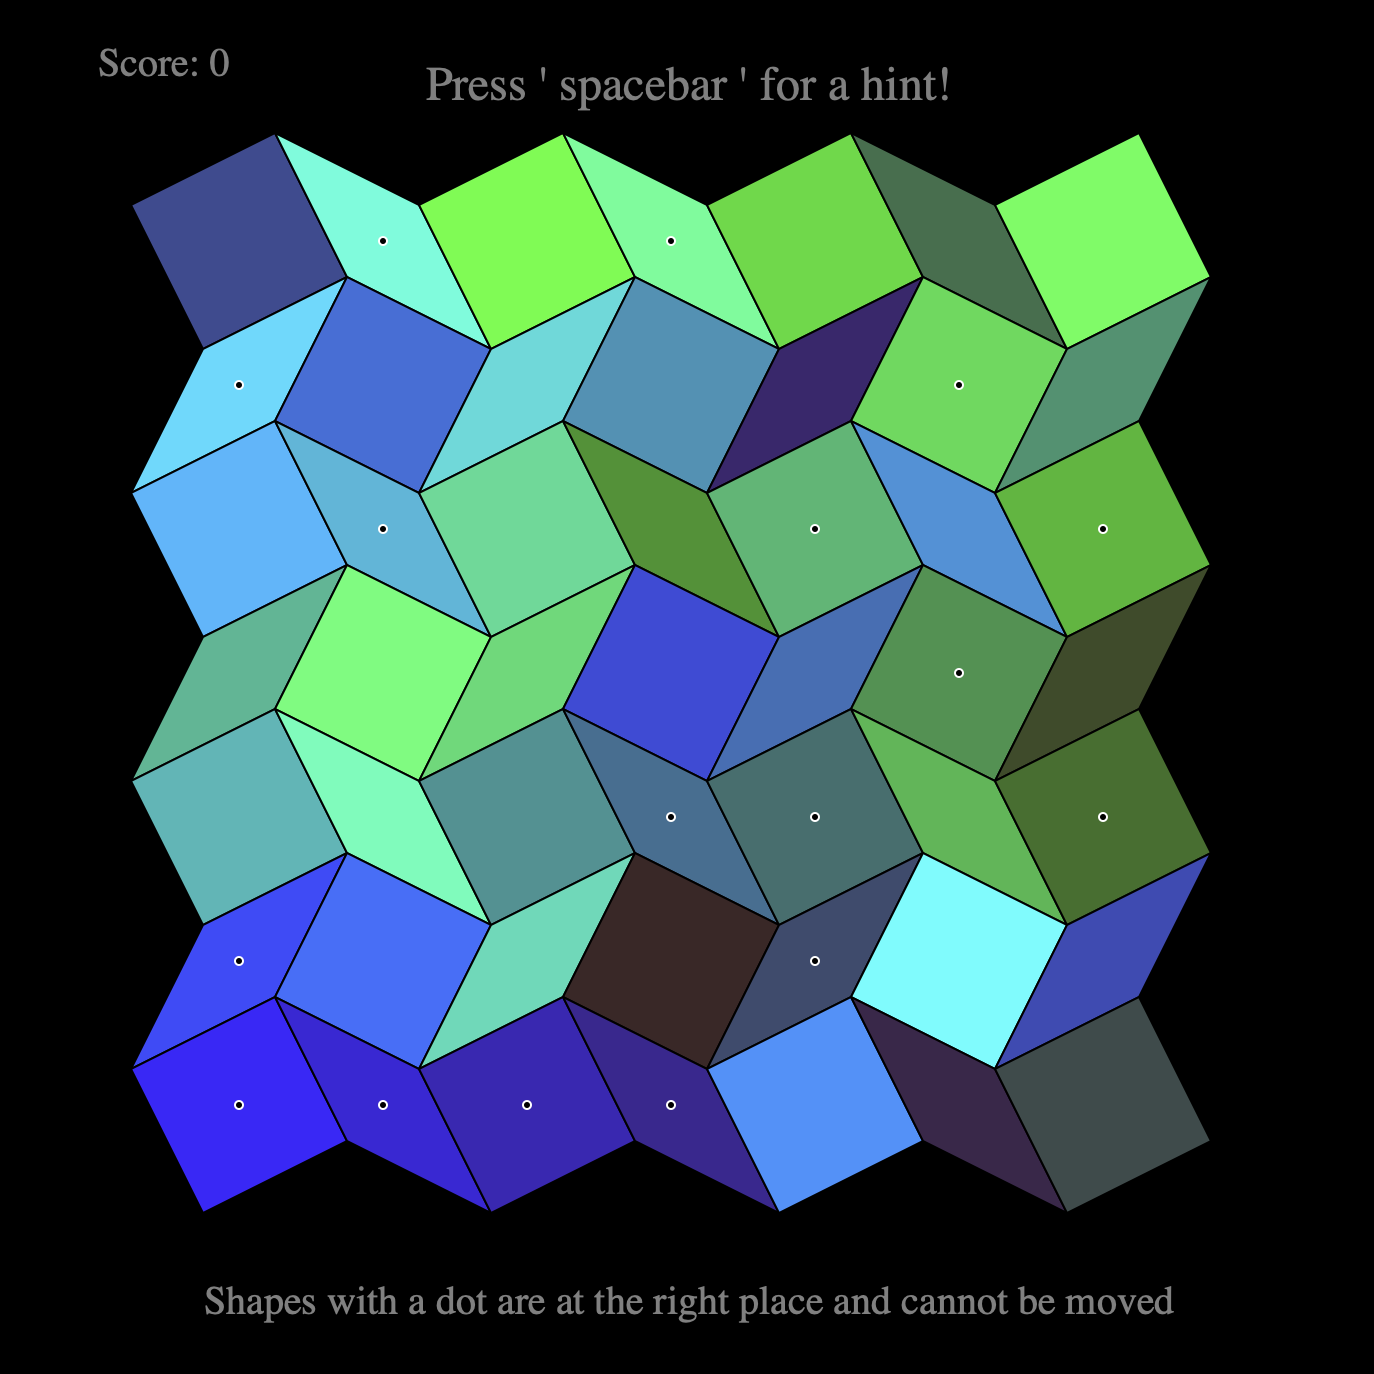 Score: 0
Press ' spacebar ' for a hint!
Shapes with a dot are at the right place and cannot be moved